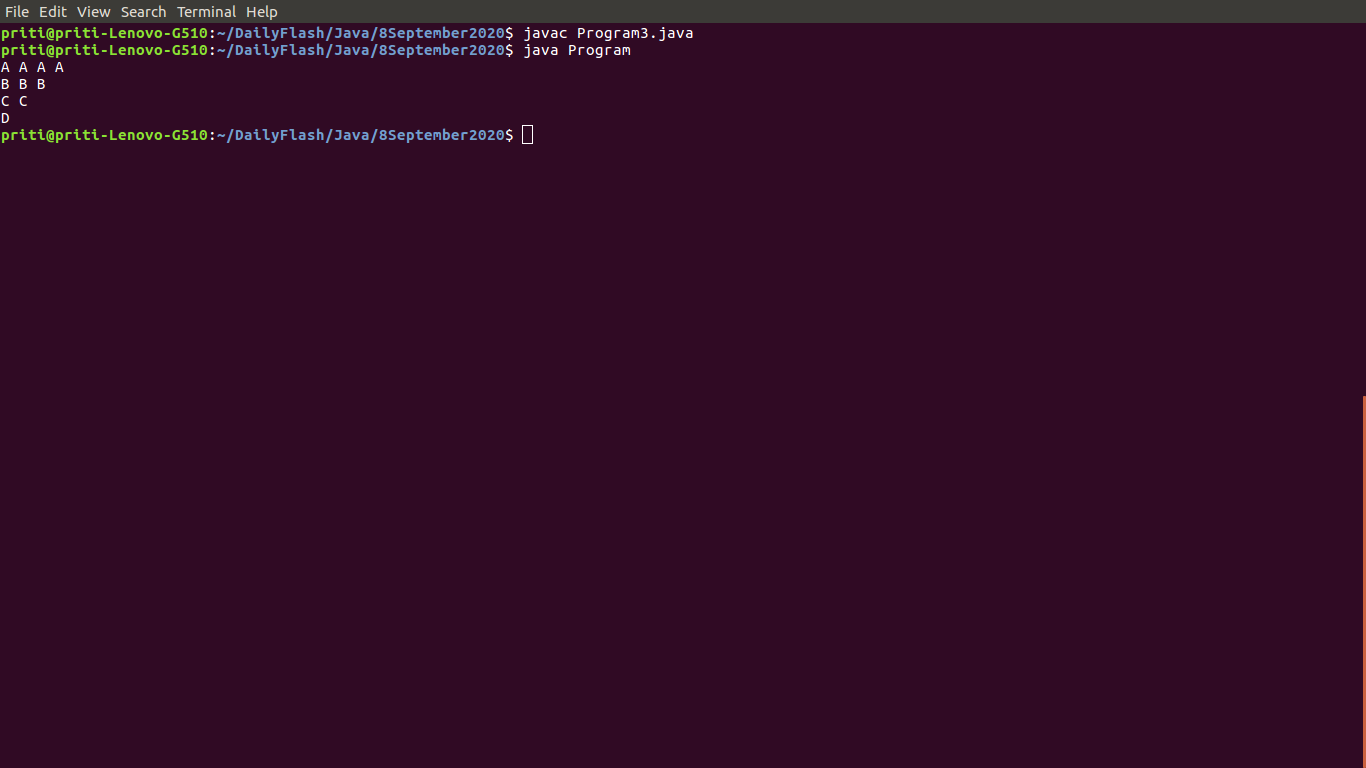 File Edit View Search Terminal Help
priti@priti-Lenovo-G510:~/DailyFlash/Java/8September2020$ javac Program3.java
priti@priti-Lenovo-G510:~/DailyFlash/Java/8September2020$ java Program
A A A A
B B B
C C
D
priti@priti-Lenovo-G510:~/DailyFlash/Java/8September2020$